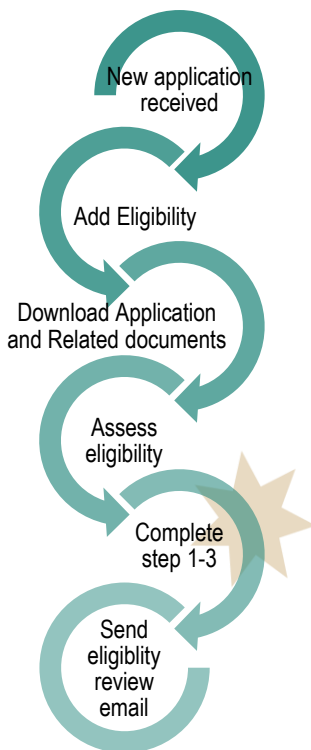 New application
received
Add Eligibility
Download Application
and Related documents
Assess
eligibility
Complete
step 1-3
Send
eligiblity
review
email